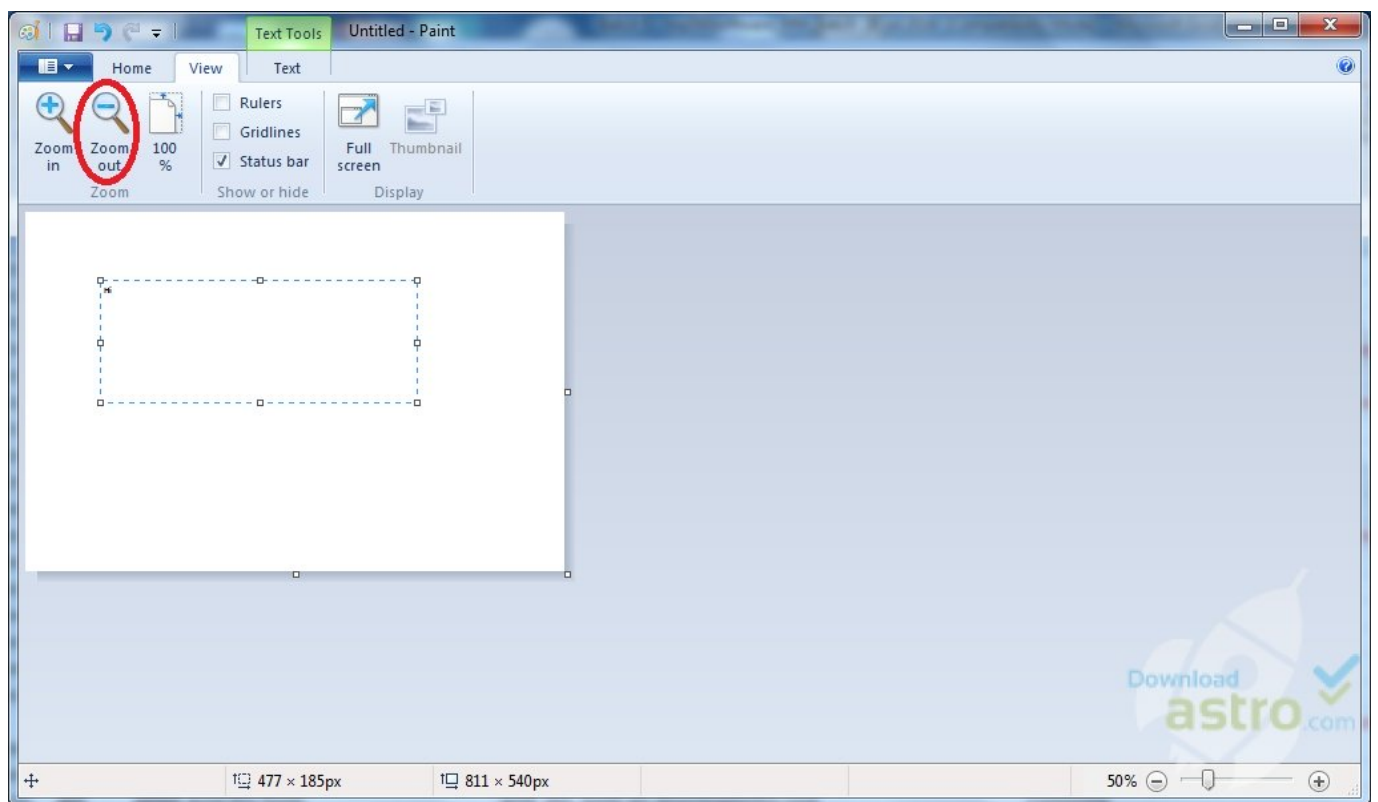 Text Tools Untitled - Paint
Home View Text
Zoom in Zoom out 100 % Rulers Gridlines Status bar Full screen Thumbnail
Zoom Show or hide Display
Hi
Download
astro.com
477 × 185px 811 × 540px 50%